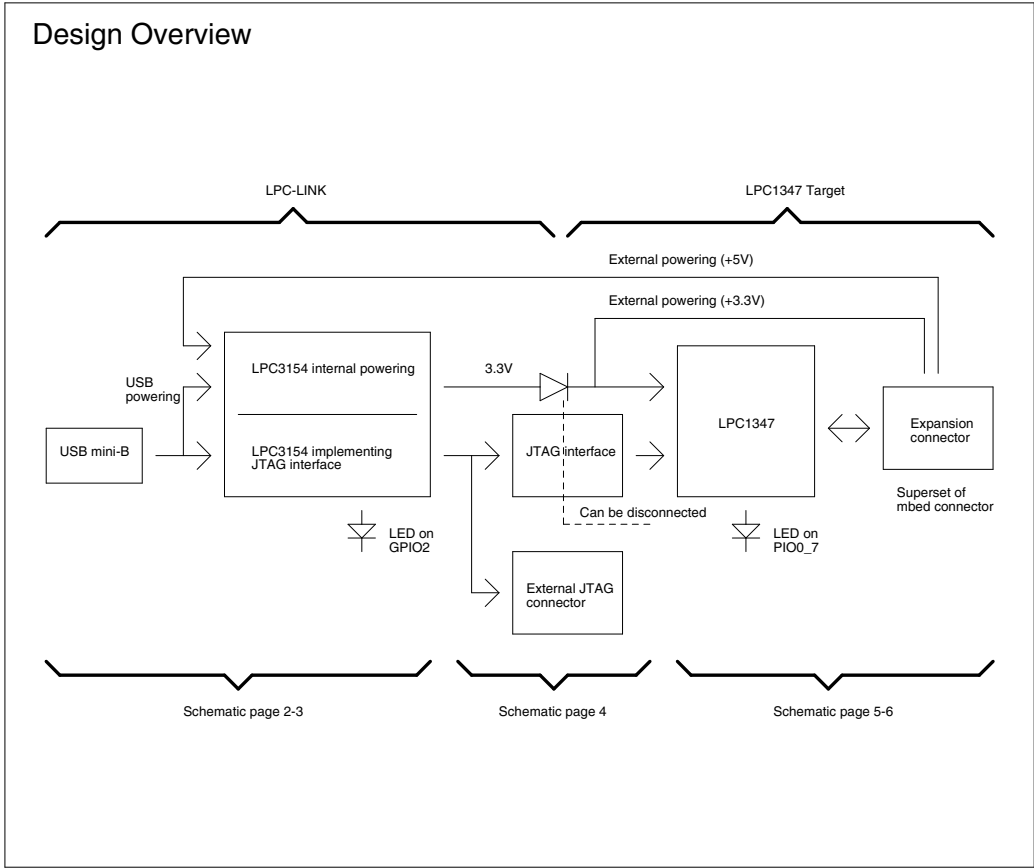 Design Overview
LPC-LINK
LPC1347 Target
External powering (+5V)
External powering (+3.3V)
USB
powering
LPC3154 internal powering
3.3V
LPC1347
Expansion
connector
USB mini-B
LPC3154 implementing
JTAG interface
JTAG interface
Superset of
mbed connector
Can be disconnected
LED on
GPIO2
LED on
PIO0_7
External JTAG
connector
Schematic page 2-3
Schematic page 4
Schematic page 5-6